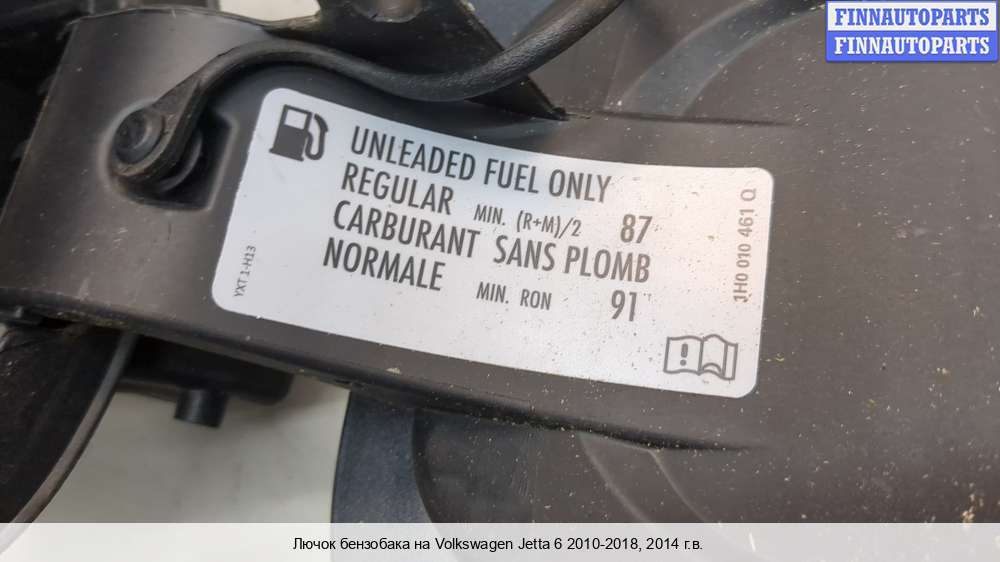 FINNAUTOPARTS
FINNAUTOPARTS
UNLEADED FUEL ONLY
REGULAR MIN. (R+M)/2 87
CARBURANT SANS PLOMB
NORMALE MIN. RON 91
YXT 1-H13
1H0 010 461 Q
Лючок бензобака на Volkswagen Jetta 6 2010-2018, 2014 г.в.